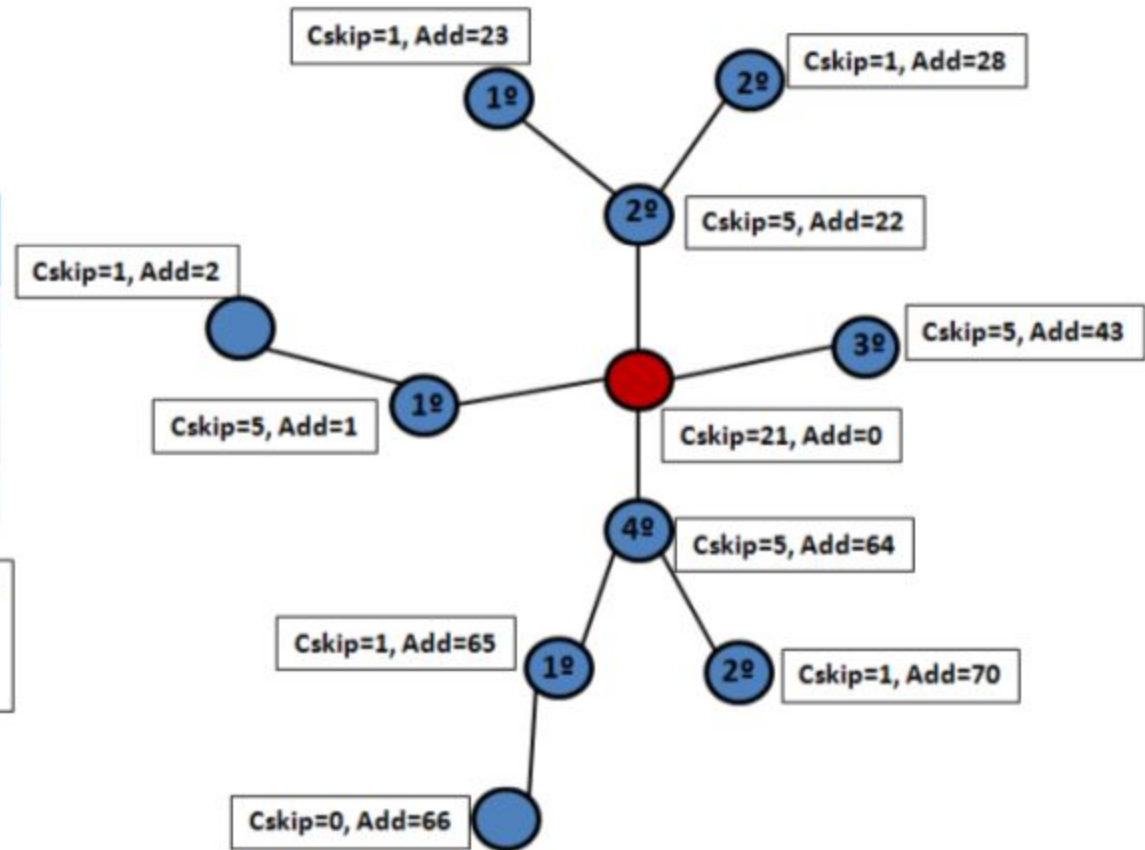 Cskip=1, Add=23
Cskip=1, Add=28
1º
2º
2º
Cskip=5, Add=22
Cskip=1, Add=2
Cskip=5, Add=43
3º
1º
Cskip=5, Add=1
Cskip=21, Add=0
4º
Cskip=5, Add=64
Cskip=1, Add=65
1º
2º
Cskip=1, Add=70
Cskip=0, Add=66